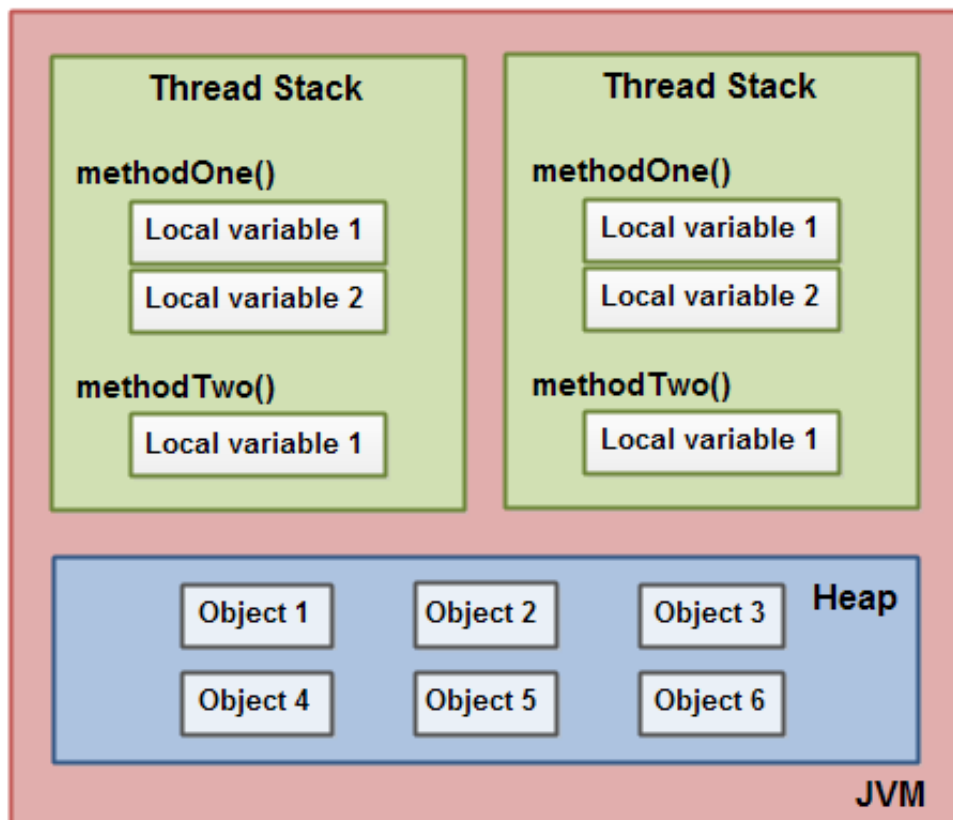 Thread Stack
methodOne()
Local variable 1
Local variable 2
methodTwo()
Local variable 1
Thread Stack
methodOne()
Local variable 1
Local variable 2
methodTwo()
Local variable 1
Heap
Object 1
Object 2
Object 3
Object 4
Object 5
Object 6
JVM